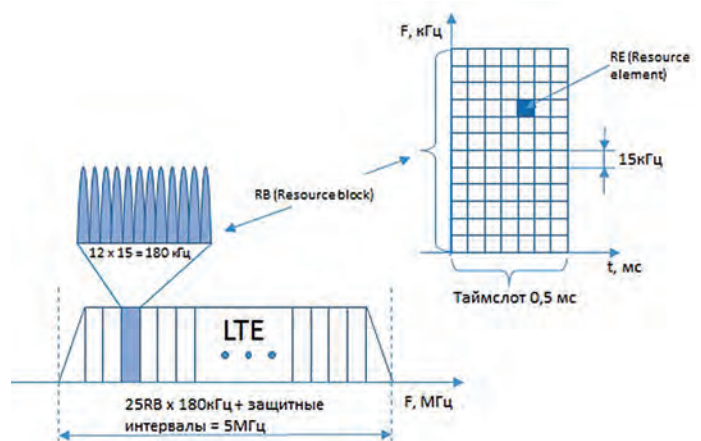 F, кГц
RE (Resource
element)
15кГц
RB (Resource block)
12 x 15 = 180 кГц
t, мс
Таймслот 0,5 мс
LTE
F, МГц
25RB x 180кГц + защитные
интервалы = 5МГц